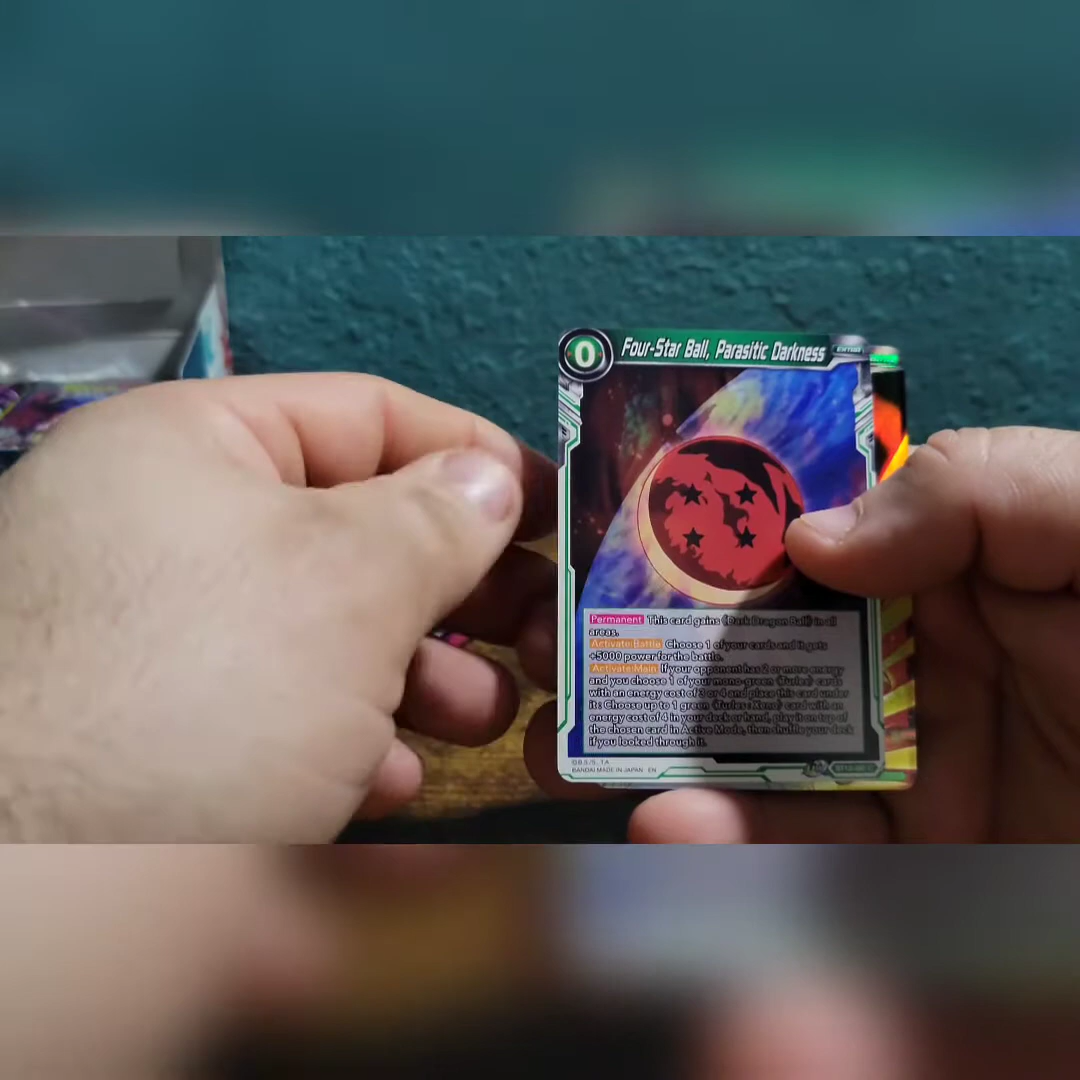 0
Four-Star Ball, Parasitic Darkness
EXTRA
Permanent This card gains {Dark Dragon Ball} in all
areas.
Activate:Battle Choose 1 of your cards and it gets
+5000 power for the battle.
Activate:Main If your opponent has 2 or more energy
and you choose 1 of your mono-green《Turles》cards
with an energy cost of 3 or 4 and place this card under
it: Choose up to 1 green《Turles : Xeno》card with an
energy cost of 4 in your deck or hand, play it on top of
the chosen card in Active Mode, then shuffle your deck
if you looked through it.
©B.S./S.,T.A.
BANDAI MADE IN JAPAN EN